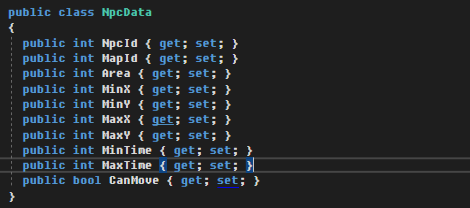 public class NpcData
{
public int NpcId { get; set; }
public int MapId { get; set; }
public int Area { get; set; }
public int MinX { get; set; }
public int MinY { get; set; }
public int MaxX { get; set; }
public int MaxY { get; set; }
public int MinTime { get; set; }
public int MaxTime { get; set; }
public bool CanMove { get; set; }
}